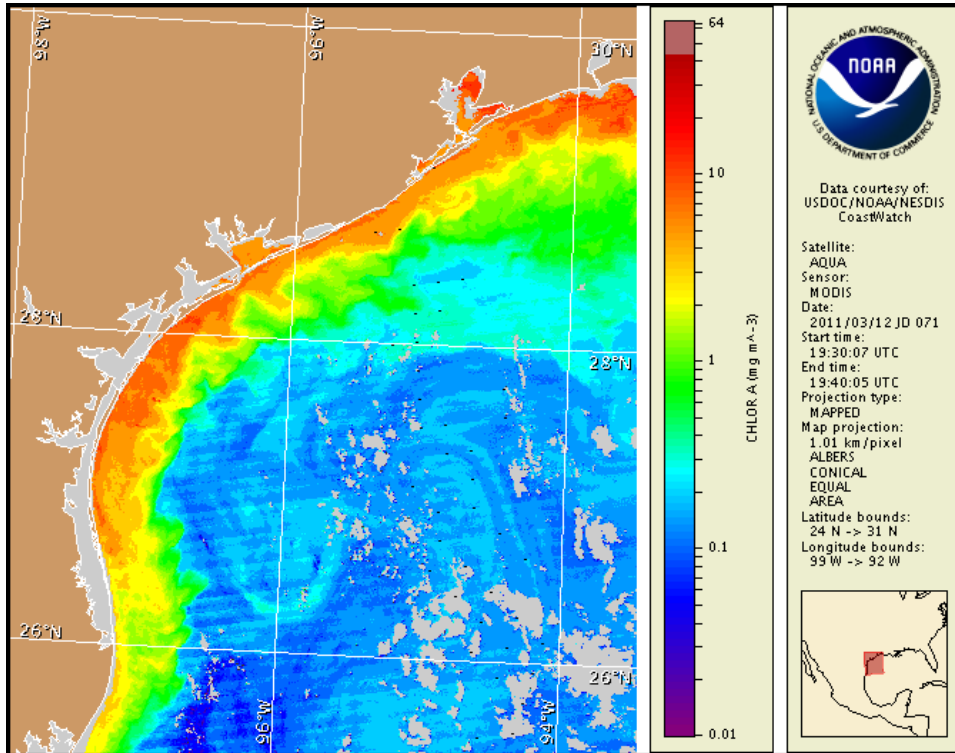 98°W
96°W
30°N
28°N
28°N
26°N
26°N
96°W
94°W
64
10
1
0.1
0.01
CHLOR A (mg m^-3)
NATIONAL OCEANIC AND ATMOSPHERIC ADMINISTRATION
NOAA
U.S. DEPARTMENT OF COMMERCE
Data courtesy of:
USDOC/NOAA/NESDIS
CoastWatch
Satellite:
AQUA
Sensor:
MODIS
Date:
2011/03/12 JD 071
Start time:
19:30:07 UTC
End time:
19:40:05 UTC
Projection type:
MAPPED
Map projection:
1.01 km/pixel
ALBERS
CONICAL
EQUAL
AREA
Latitude bounds:
24 N -> 31 N
Longitude bounds:
99 W -> 92 W